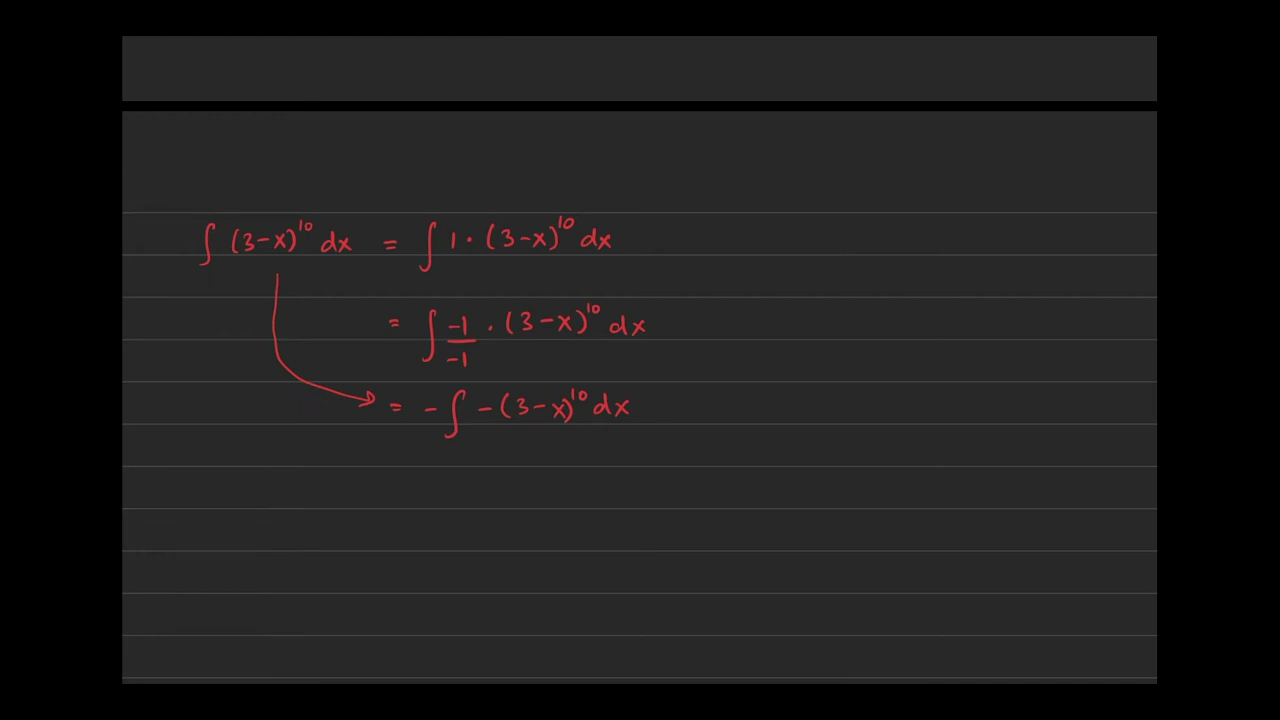 ∫ (3-x)¹⁰ dx = ∫ 1 · (3-x)¹⁰ dx
= ∫ -1/-1 · (3-x)¹⁰ dx
= - ∫ - (3-x)¹⁰ dx